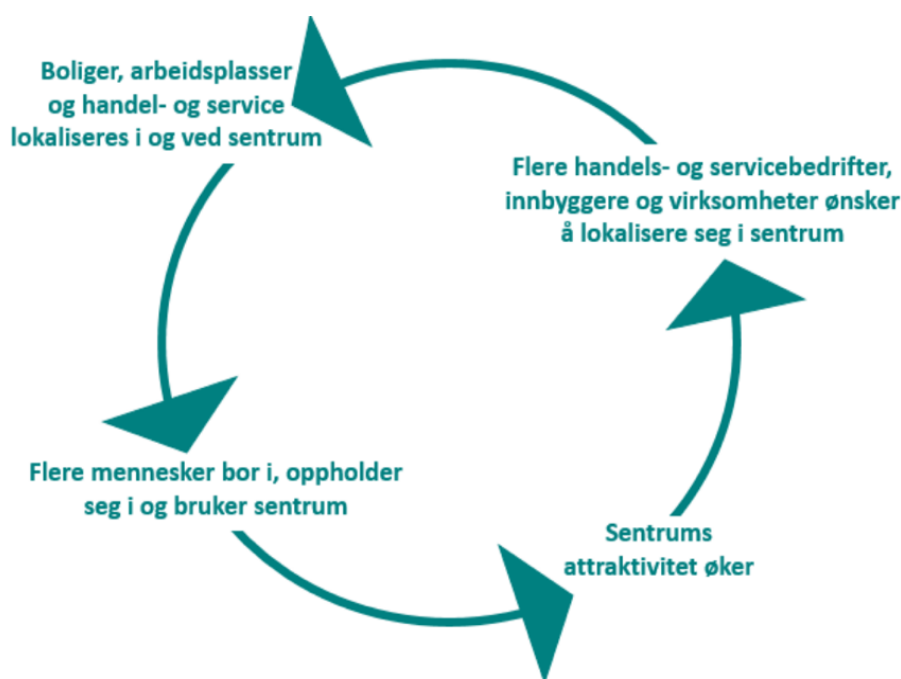 Boliger, arbeidsplasser
og handel- og service
lokaliseres i og ved sentrum
Flere handels- og servicebedrifter,
innbyggere og virksomheter ønsker
å lokalisere seg i sentrum
Flere mennesker bor i, oppholder
seg i og bruker sentrum
Sentrums
attraktivitet øker